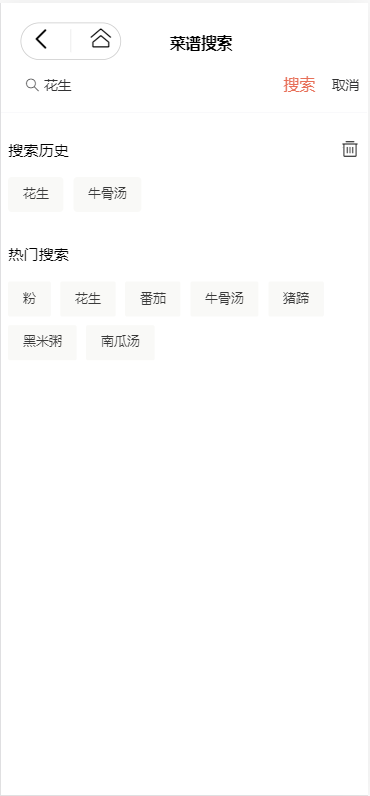 菜谱搜索
花生 搜索 取消
搜索历史
花生 牛骨汤
热门搜索
粉 花生 番茄 牛骨汤 猪蹄
黑米粥 南瓜汤